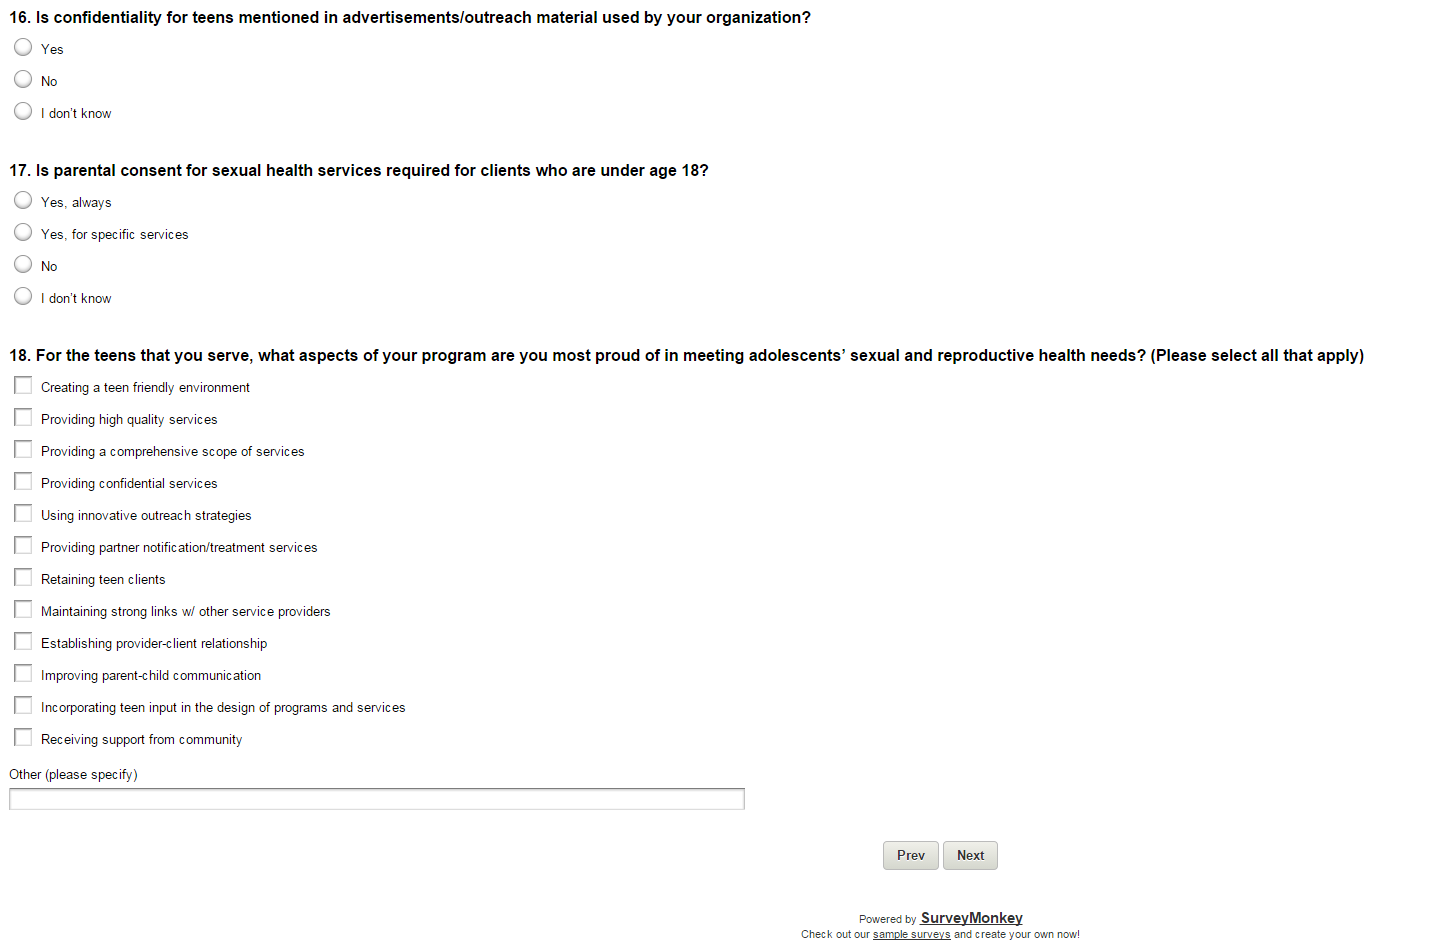 16. Is confidentiality for teens mentioned in advertisements/outreach material used by your organization?
Yes
No
I don't know
17. Is parental consent for sexual health services required for clients who are under age 18?
Yes, always
Yes, for specific services
No
I don't know
18. For the teens that you serve, what aspects of your program are you most proud of in meeting adolescents’ sexual and reproductive health needs? (Please select all that apply)
Creating a teen friendly environment
Providing high quality services
Providing a comprehensive scope of services
Providing confidential services
Using innovative outreach strategies
Providing partner notification/treatment services
Retaining teen clients
Maintaining strong links w/ other service providers
Establishing provider-client relationship
Improving parent-child communication
Incorporating teen input in the design of programs and services
Receiving support from community
Other (please specify)
Prev Next
Powered by SurveyMonkey
Check out our sample surveys and create your own now!